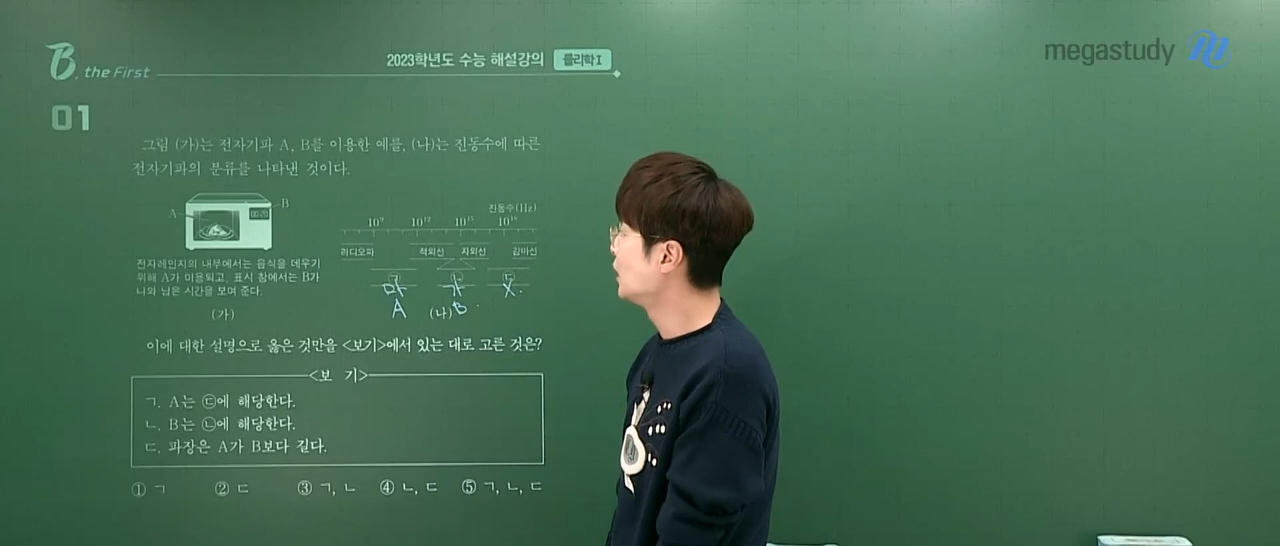 B. the First
2023학년도 수능 해설강의 물리학 I
megastudy M
01
그림 (가)는 전자기파 A, B를 이용한 예를, (나)는 진동수에 따른
전자기파의 분류를 나타낸 것이다.
A
B
00:20
전자레인지의 내부에서는 음식을 데우기
위해 A가 이용되고, 표시 창에서는 B가
나와 남은 시간을 보여 준다.
(가)
진동수(Hz)
10⁹ 10¹² 10¹⁵ 10¹⁸
라디오파 적외선 자외선 감마선
㉠ ㉡ ㉢
마 가 X.
A B
(나)
이에 대한 설명으로 옳은 것만을 <보기>에서 있는 대로 고른 것은?
<보 기>
ㄱ. A는 ㉢에 해당한다.
ㄴ. B는 ㉡에 해당한다.
ㄷ. 파장은 A가 B보다 길다.
① ㄱ ② ㄷ ③ ㄱ, ㄴ ④ ㄴ, ㄷ ⑤ ㄱ, ㄴ, ㄷ